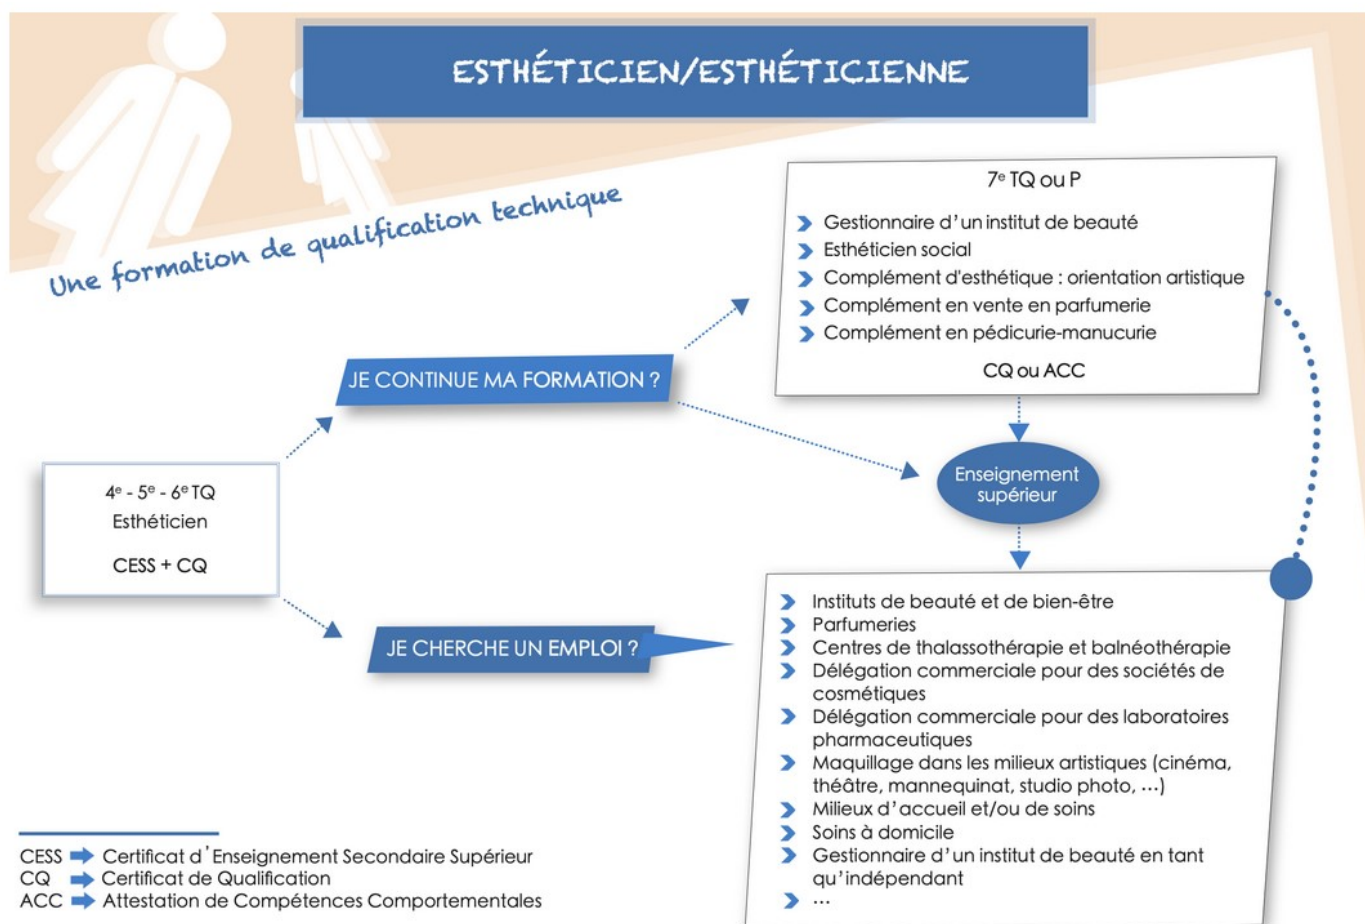 ESTHÉTICIEN/ESTHÉTICIENNE
Une formation de qualification technique
7e TQ ou P
Gestionnaire d'un institut de beauté
Esthéticien social
Complément d'esthétique : orientation artistique
Complément en vente en parfumerie
Complément en pédicurie-manucurie
CQ ou ACC
JE CONTINUE MA FORMATION ?
Enseignement
supérieur
4e - 5e - 6e TQ
Esthéticien
CESS + CQ
JE CHERCHE UN EMPLOI ?
Instituts de beauté et de bien-être
Parfumeries
Centres de thalassothérapie et balnéothérapie
Délégation commerciale pour des sociétés de
cosmétiques
Délégation commerciale pour des laboratoires
pharmaceutiques
Maquillage dans les milieux artistiques (cinéma,
théâtre, mannequinat, studio photo, …)
Milieux d'accueil et/ou de soins
Soins à domicile
Gestionnaire d'un institut de beauté en tant
qu'indépendant
…
CESS ➡ Certificat d'Enseignement Secondaire Supérieur
CQ ➡ Certificat de Qualification
ACC ➡ Attestation de Compétences Comportementales